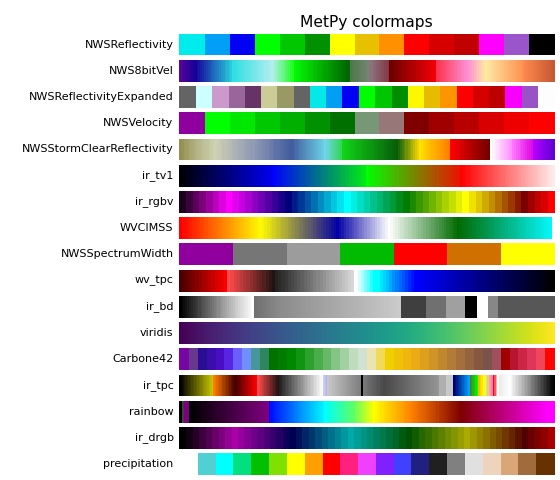 MetPy colormaps
NWSReflectivity
NWS8bitVel
NWSReflectivityExpanded
NWSVelocity
NWSStormClearReflectivity
ir_tv1
ir_rgbv
WVCIMSS
NWSSpectrumWidth
wv_tpc
ir_bd
viridis
Carbone42
ir_tpc
rainbow
ir_drgb
precipitation